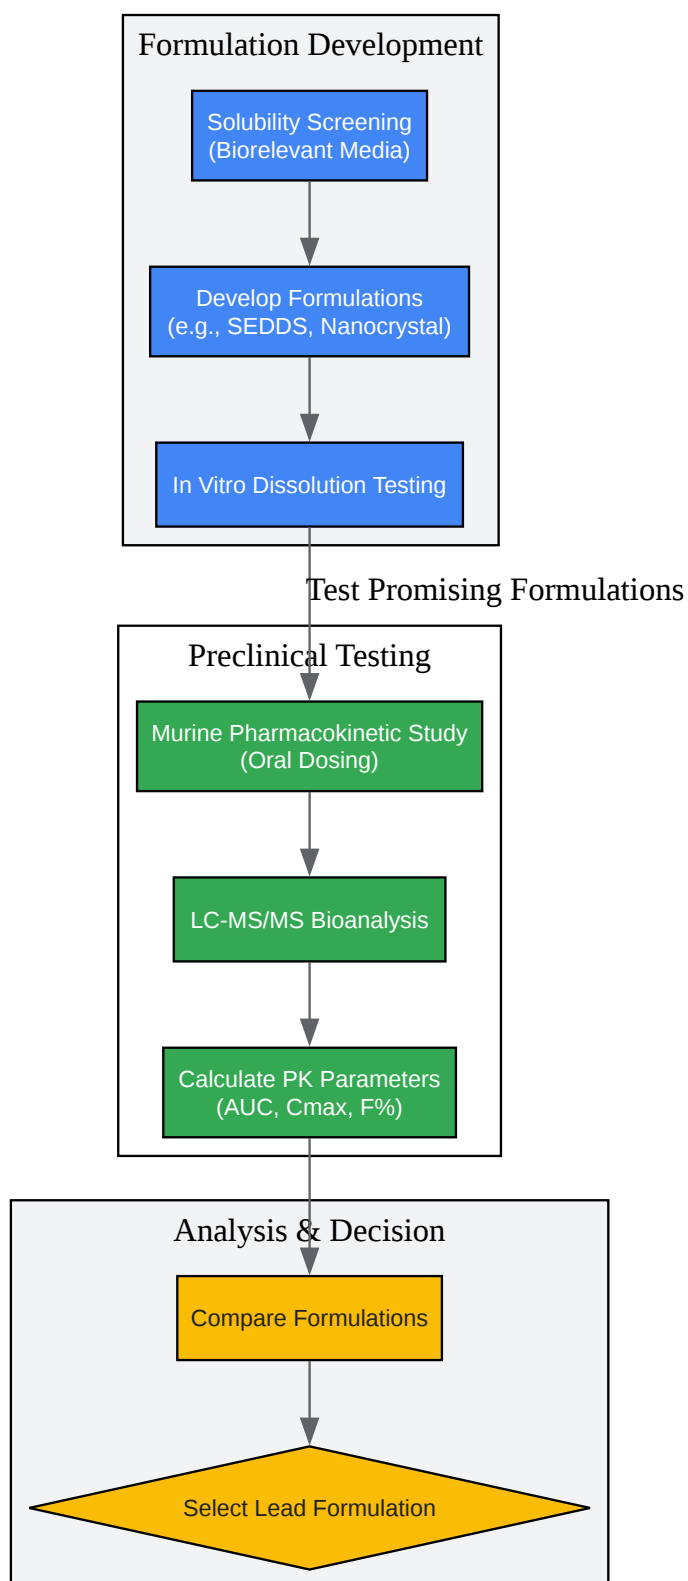 Formulation Development
Solubility Screening
(Biorelevant Media)
Develop Formulations
(e.g., SEDDS, Nanocrystal)
In Vitro Dissolution Testing
Test Promising Formulations
Preclinical Testing
Murine Pharmacokinetic Study
(Oral Dosing)
LC-MS/MS Bioanalysis
Calculate PK Parameters
(AUC, Cmax, F%)
Analysis & Decision
Compare Formulations
Select Lead Formulation